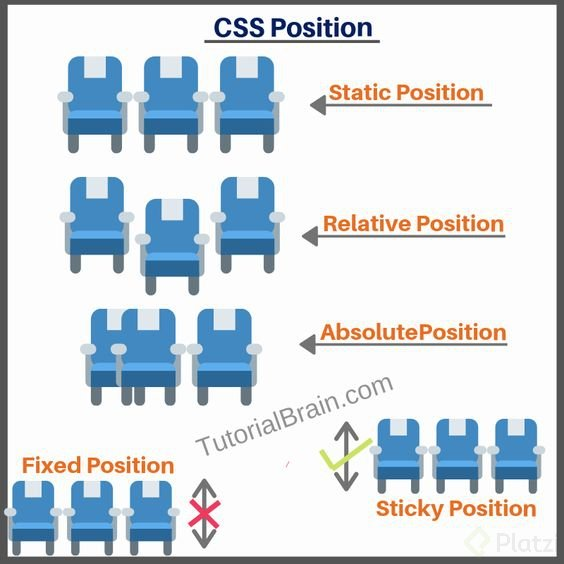 CSS Position
Static Position
Relative Position
AbsolutePosition
TutorialBrain.com
Fixed Position
Sticky Position
Platzi